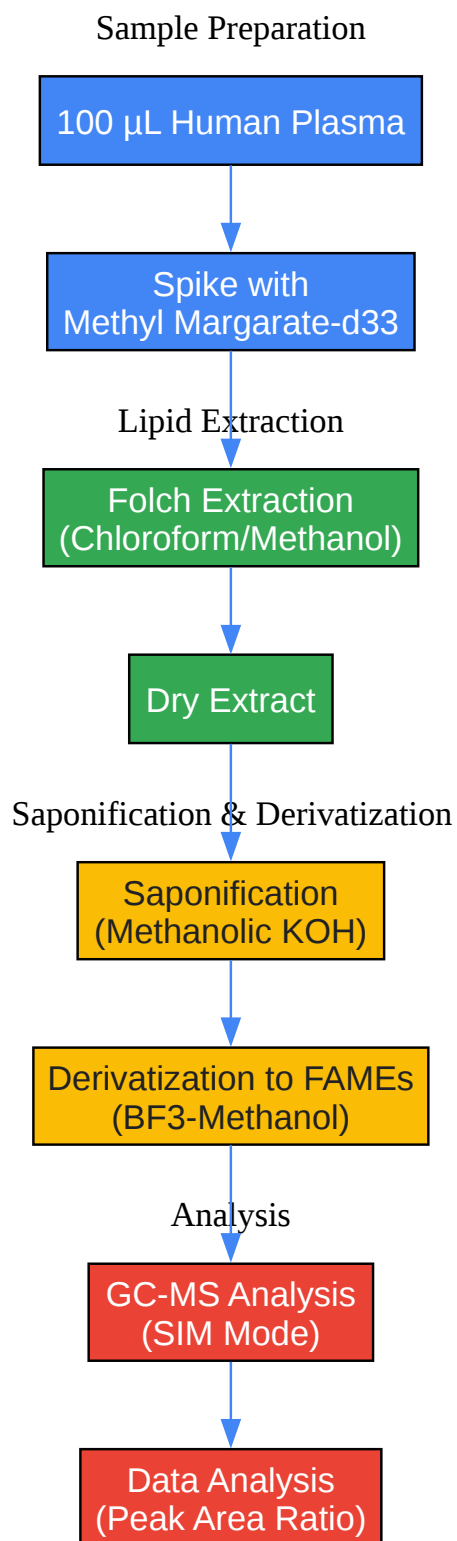 Sample Preparation
100 µL Human Plasma
Spike with
Methyl Margarate-d33
Lipid Extraction
Folch Extraction
(Chloroform/Methanol)
Dry Extract
Saponification & Derivatization
Saponification
(Methanolic KOH)
Derivatization to FAMEs
(BF3-Methanol)
Analysis
GC-MS Analysis
(SIM Mode)
Data Analysis
(Peak Area Ratio)